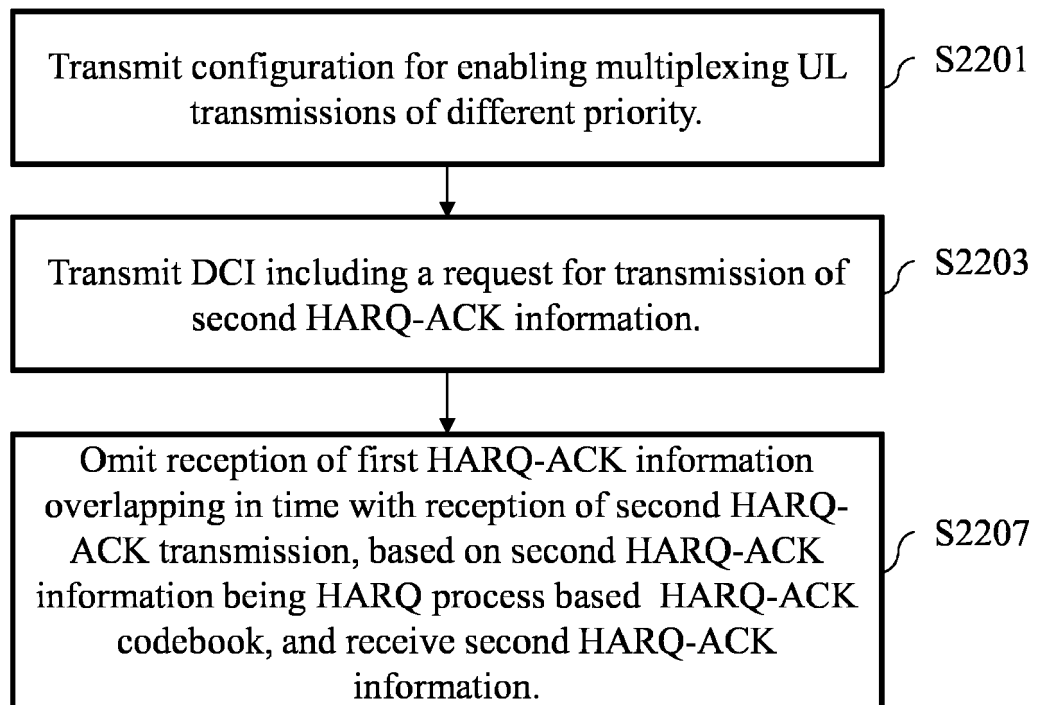 Transmit configuration for enabling multiplexing UL
transmissions of different priority.
S2201
Transmit DCI including a request for transmission of
second HARQ-ACK information.
S2203
Omit reception of first HARQ-ACK information
overlapping in time with reception of second HARQ-
ACK transmission, based on second HARQ-ACK
information being HARQ process based HARQ-ACK
codebook, and receive second HARQ-ACK
information.
S2207